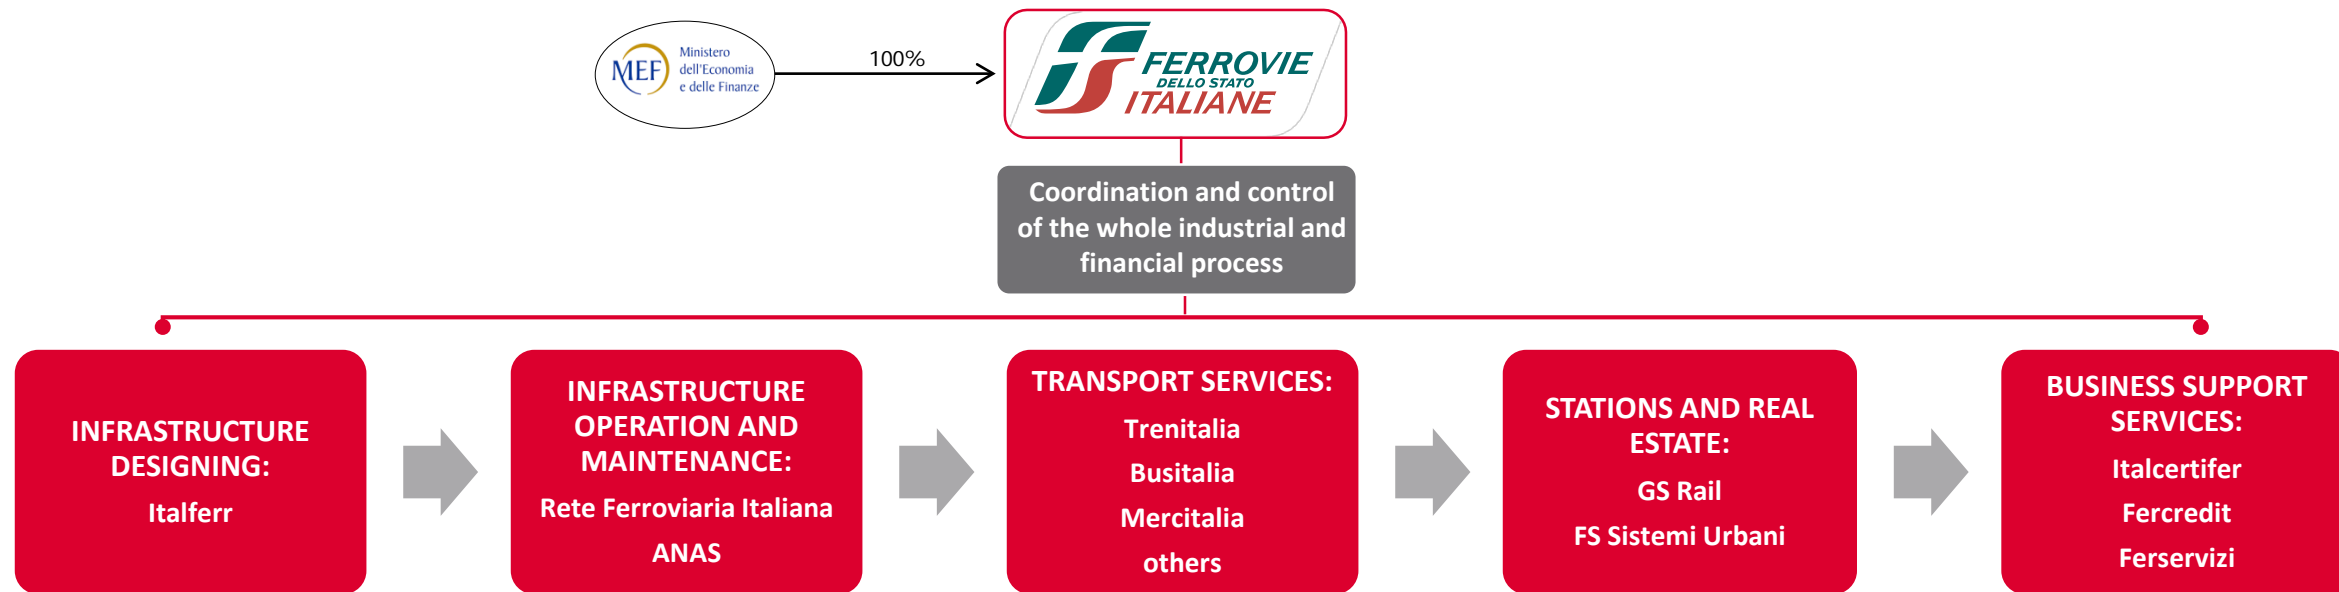 MEF
Ministero
dell'Economia
e delle Finanze
100%
FS
FERROVIE
DELLO STATO
ITALIANE
Coordination and control
of the whole industrial and
financial process
INFRASTRUCTURE
DESIGNING:
Italferr
INFRASTRUCTURE
OPERATION AND
MAINTENANCE:
Rete Ferroviaria Italiana
ANAS
TRANSPORT SERVICES:
Trenitalia
Busitalia
Mercitalia
others
STATIONS AND REAL
ESTATE:
GS Rail
FS Sistemi Urbani
BUSINESS SUPPORT
SERVICES:
Italcertifer
Fercredit
Ferservizi